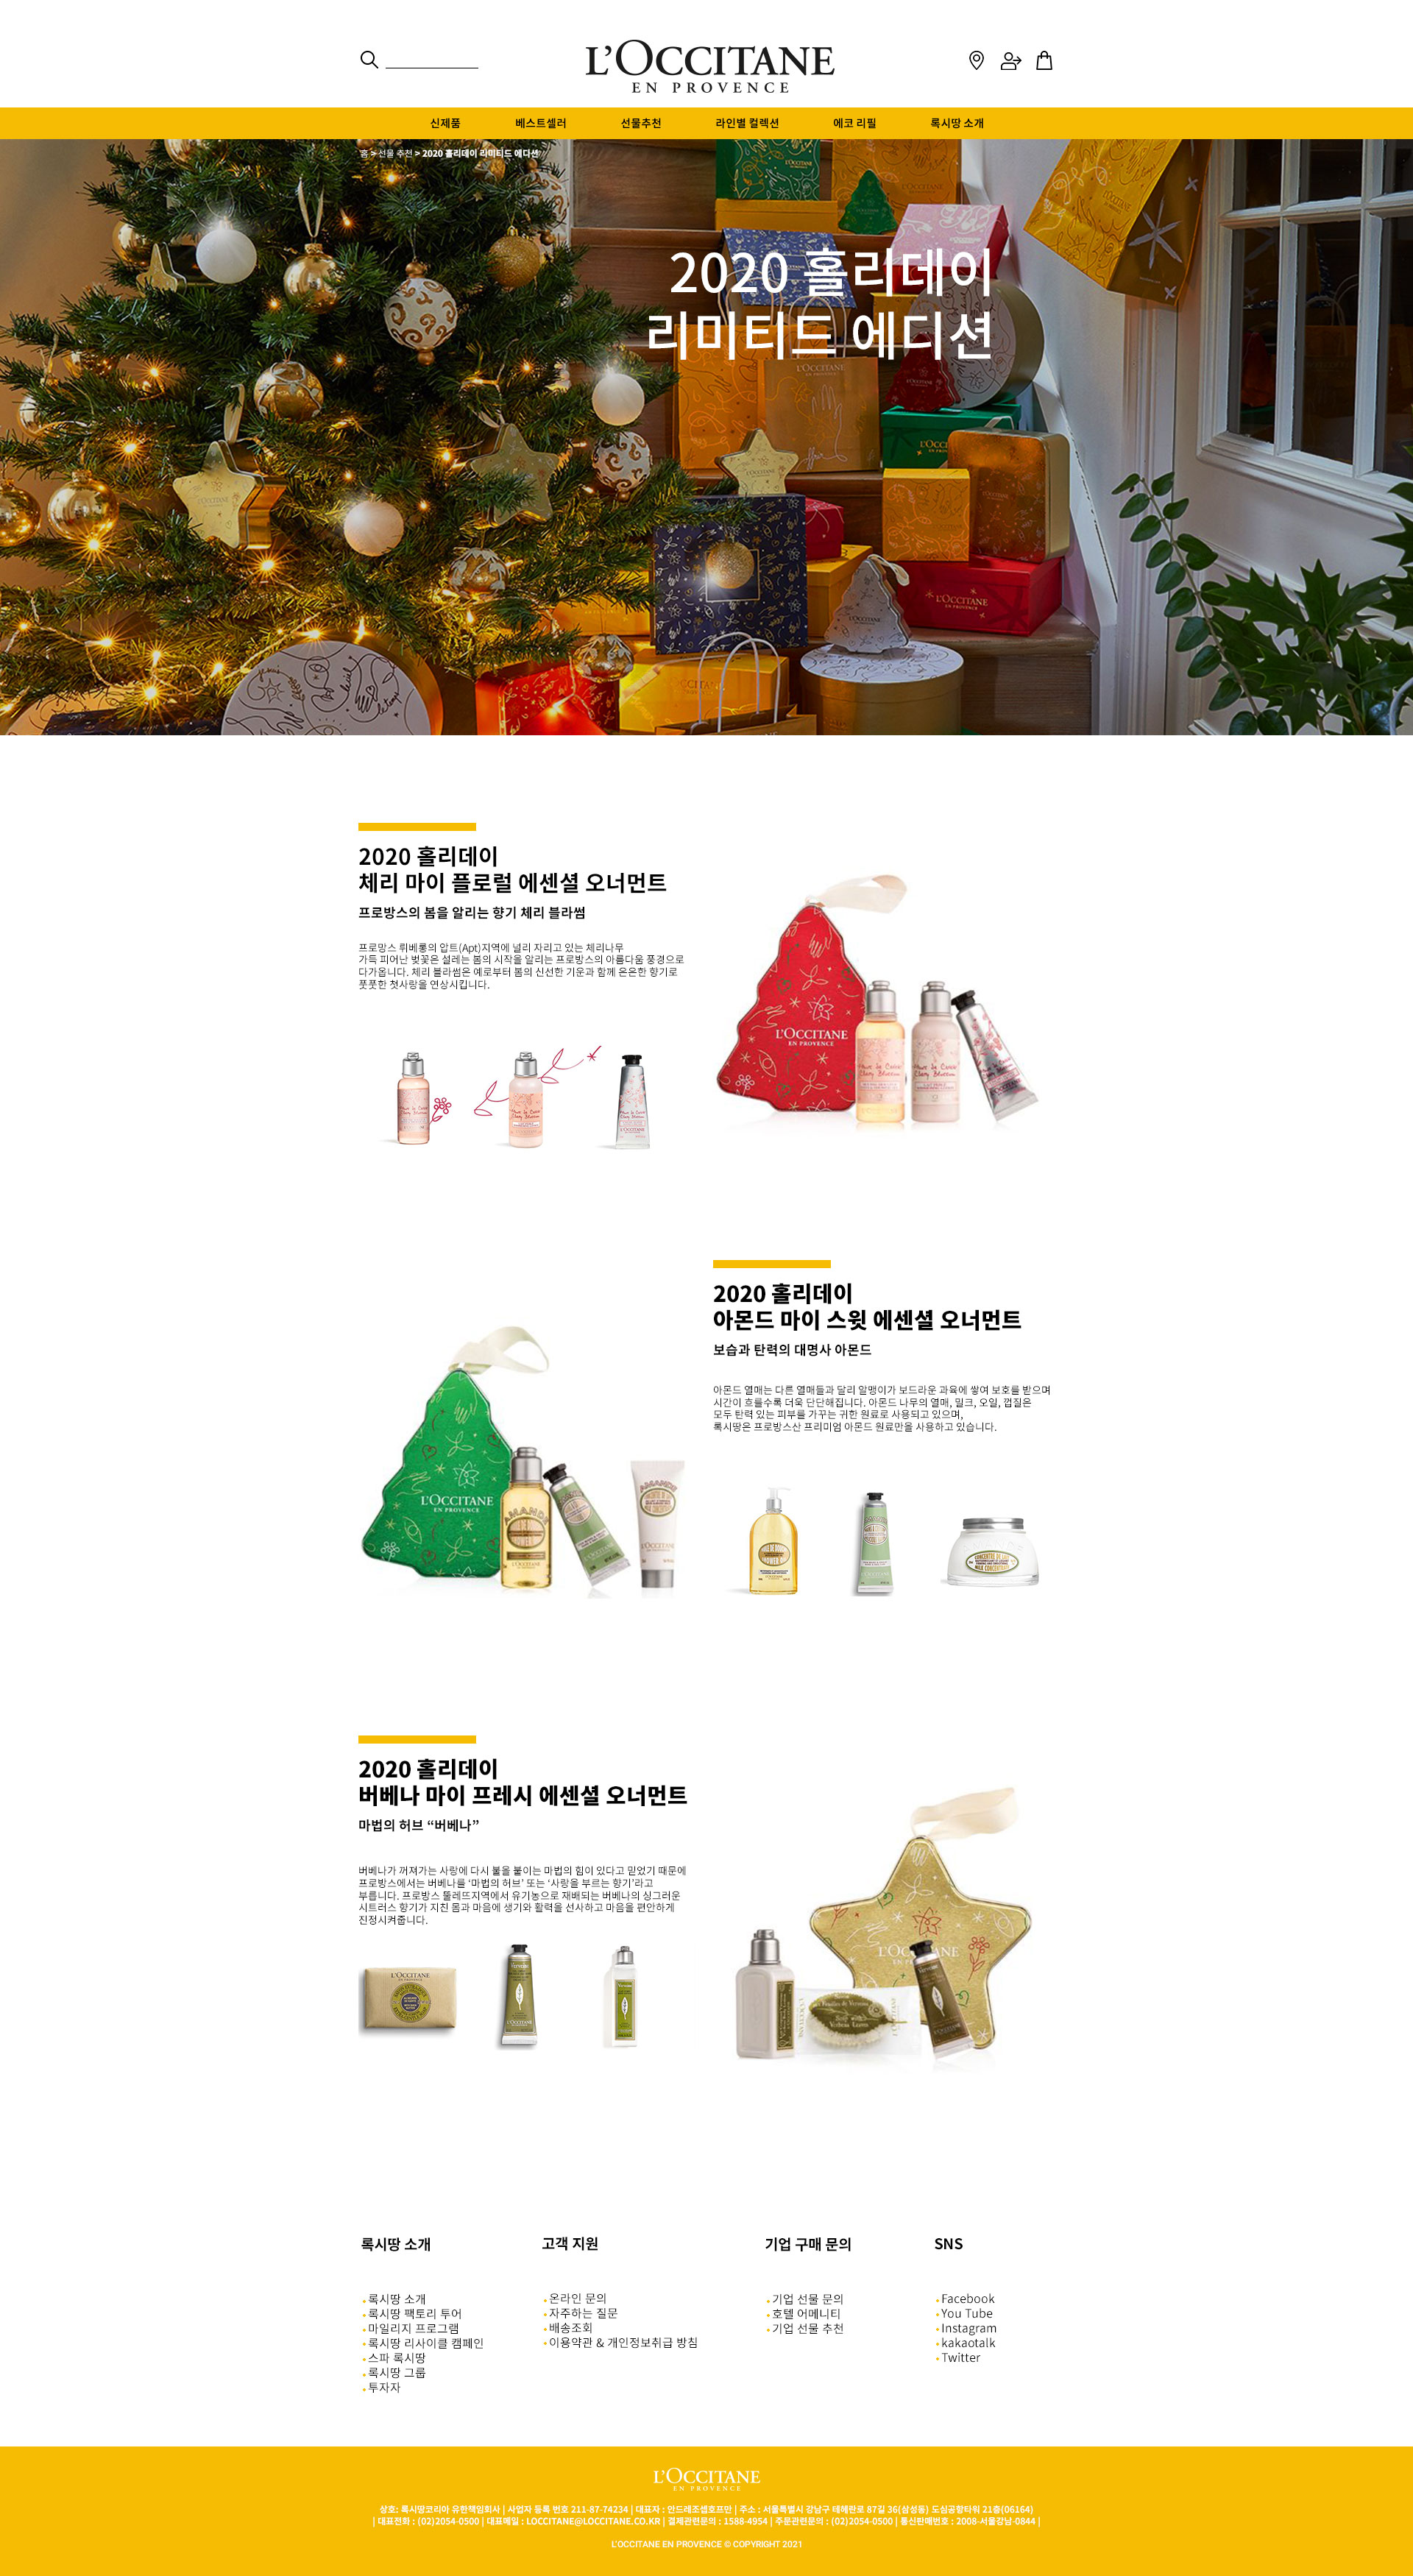 L'OCCITANE
EN PROVENCE
신제품 베스트셀러 선물추천 라인별 컬렉션 에코 리필 록시땅 소개
홈 > 선물 추천 > 2020 홀리데이 라미티드 에디션
2020 홀리데이
리미티드 에디션
2020 홀리데이
체리 마이 플로럴 에센셜 오너먼트
프로방스의 봄을 알리는 향기 체리 블라썸
프로망스 뤼베롱의 압트(Apt)지역에 널리 자리고 있는 체리나무
가득 피어난 벚꽃은 설레는 봄의 시작을 알리는 프로방스의 아름다움 풍경으로
다가옵니다. 체리 블라썸은 예로부터 봄의 신선한 기운과 함께 은은한 향기로
풋풋한 첫사랑을 연상시킵니다.
L'OCCITANE
EN PROVENCE
2020 홀리데이
아몬드 마이 스윗 에센셜 오너먼트
보습과 탄력의 대명사 아몬드
아몬드 열매는 다른 열매들과 달리 알맹이가 보드라운 과육에 쌓여 보호를 받으며
시간이 흐를수록 더욱 단단해집니다. 아몬드 나무의 열매, 밀크, 오일, 껍질은
모두 탄력 있는 피부를 가꾸는 귀한 원료로 사용되고 있으며,
록시땅은 프로방스산 프리미엄 아몬드 원료만을 사용하고 있습니다.
L'OCCITANE
EN PROVENCE
2020 홀리데이
버베나 마이 프레시 에센셜 오너먼트
마법의 허브 “버베나”
버베나가 꺼져가는 사랑에 다시 불을 붙이는 마법의 힘이 있다고 믿었기 때문에
프로방스에서는 버베나를 ‘마법의 허브’ 또는 ‘사랑을 부르는 향기’라고
부릅니다. 프로방스 뚤레뜨지역에서 유기농으로 재배되는 버베나의 싱그러운
시트러스 향기가 지친 몸과 마음에 생기와 활력을 선사하고 마음을 편안하게
진정시켜줍니다.
L'OCCITANE
록시땅 소개
록시땅 소개
록시땅 팩토리 투어
마일리지 프로그램
록시땅 리사이클 캠페인
스파 록시땅
록시땅 그룹
투자자
고객 지원
온라인 문의
자주하는 질문
배송조회
이용약관 & 개인정보취급 방침
기업 구매 문의
기업 선물 문의
호텔 어메니티
기업 선물 추천
SNS
Facebook
You Tube
Instagram
kakaotalk
Twitter
L'OCCITANE
EN PROVENCE
상호: 록시땅코리아 유한책임회사 | 사업자 등록 번호 211-87-74234 | 대표자 : 안드레조셉호프만 | 주소 : 서울특별시 강남구 테헤란로 87길 36(삼성동) 도심공항타워 21층(06164)
| 대표전화 : (02)2054-0500 | 대표메일 : LOCCITANE@LOCCITANE.CO.KR | 결제관련문의 : 1588-4954 | 주문관련문의 : (02)2054-0500 | 통신판매번호 : 2008-서울강남-0844 |
L'OCCITANE EN PROVENCE © COPYRIGHT 2021